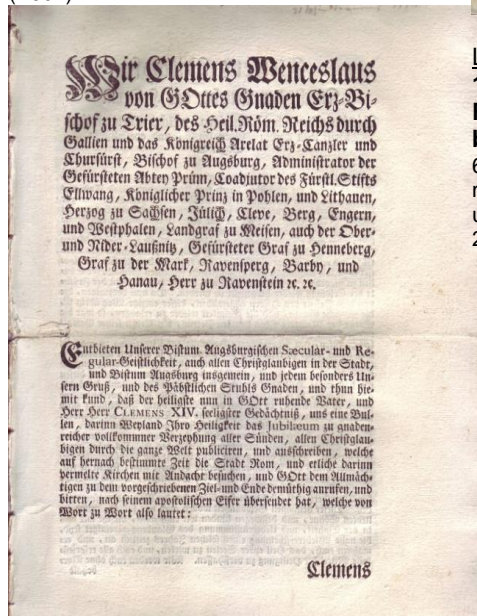 Wir Clemens Wenceslaus
von GOttes Gnaden Erz-Bi-
schof zu Trier, des Heil. Röm. Reichs durch
Gallien und das Königreich Arelat Erz-Canzler und
Churfürst, Bischof zu Augsburg, Administrator der
Gefürsteten Abtey Prüm, Coadjutor des Fürstl. Stifts
Ellwang, Königlicher Prinz in Pohlen, und Lithauen,
Herzog zu Sachsen, Jülich, Cleve, Berg, Engern,
und Westphalen, Landgraf zu Meisen, auch der Ober-
und Nider-Laußnitz, Gefürsteter Graf zu Henneberg,
Graf zu der Mark, Ravensperg, Barby, und
Hanau, Herr zu Ravenstein ꝛc. ꝛc.
Entbieten Unserer Bistum Augsburgischen Sæcular- und Re-
gular-Geistlichkeit, auch allen Christglaubigen in der Stadt,
und Bistum Augsburg insgemein, und jedem besonders Un-
sern Gruß, und des Päbstlichen Stuhls Gnaden, und thun hie-
mit kund, daß der heiligste nun in GOtt ruhende Vater, und
Herr Herr CLEMENS XIV. seeligster Gedächtniß, uns eine Bul-
len, darinn Weyland Ihro Heiligkeit das Jubilæum zu gnaden-
reicher vollkommner Verzeyhung aller Sünden, allen Christglau-
bigen durch die ganze Welt publiciren, und ausschreiben, welche
auf hernach bestimmte Zeit die Stadt Rom, und etliche darinn
vermelte Kirchen mit Andacht besuchen, und GOtt dem Allmäch-
tigen zu dem vorgeschriebenen Ziel und Ende demüthig anrufen, und
bitten, nach seinem apostolischen Eifer übersendet hat, welche von
Wort zu Wort also lautet:
Clemens